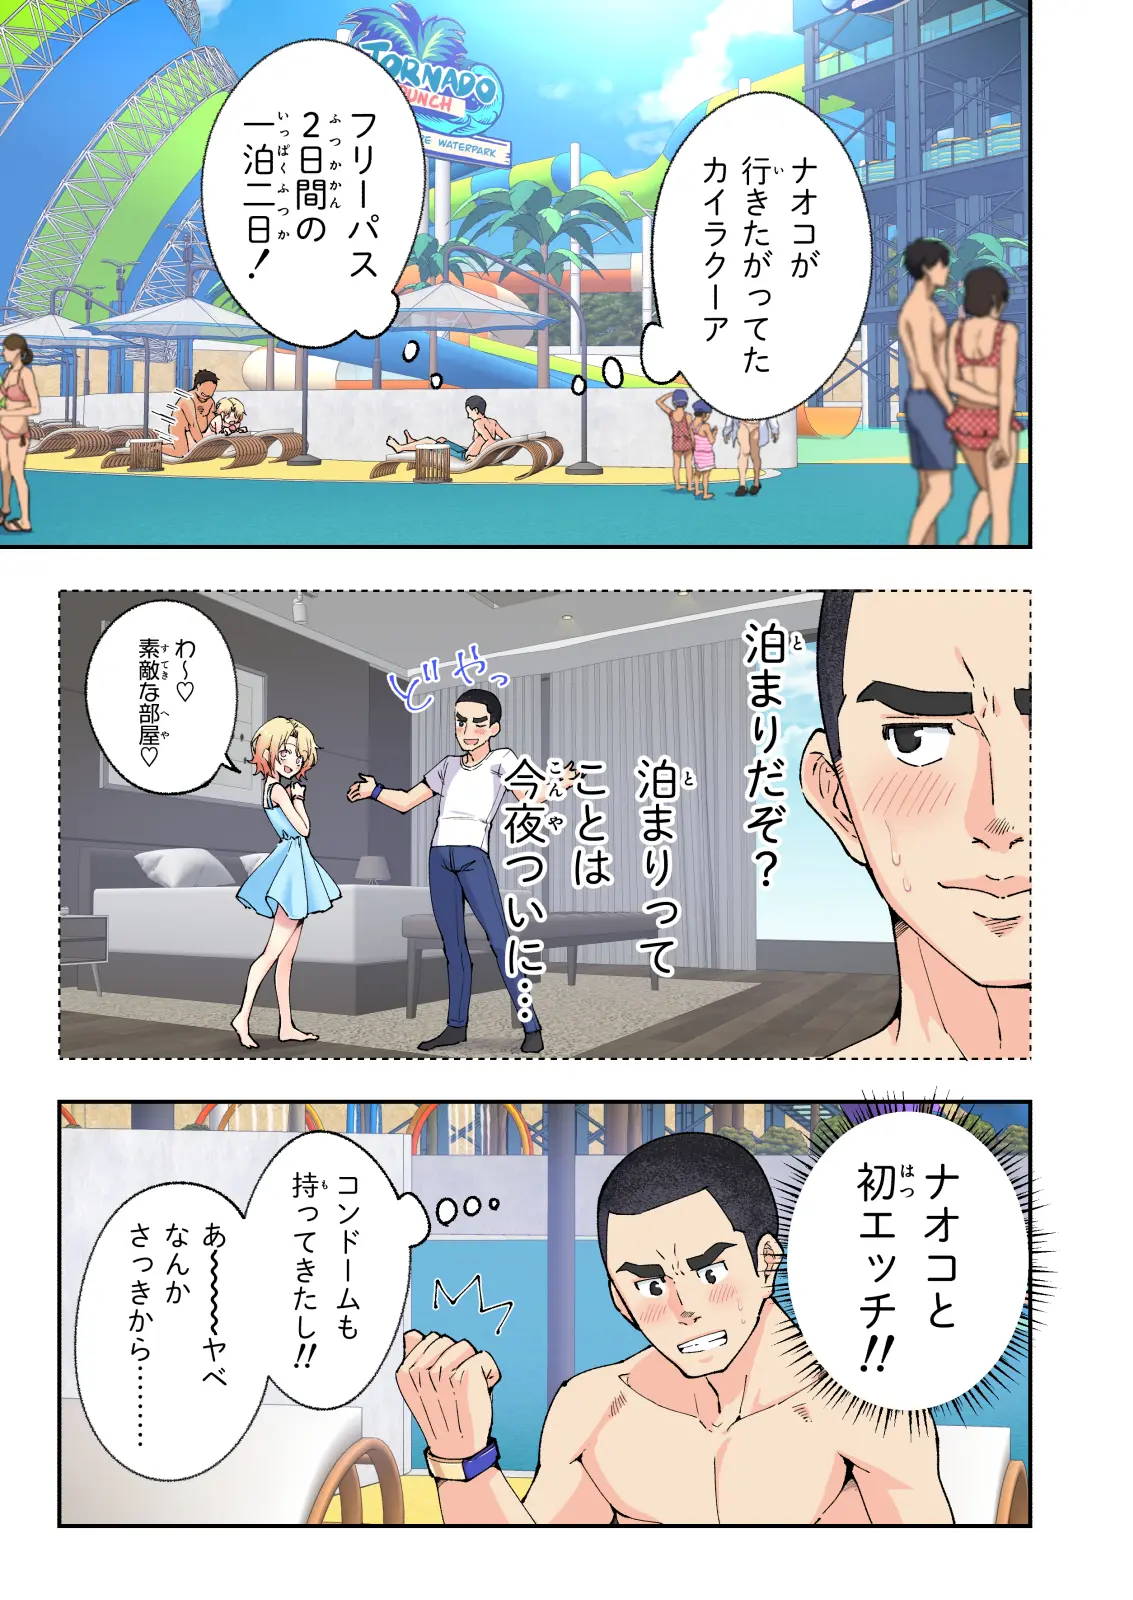 ナオコが
行きたがってた
カイラクーア
フリーパス
2日間の
一泊二日!
TORNADO
PUNCH
WATERPARK
泊まりだぞ?
泊まりって
ことは
今夜ついに…
どやっ
わ〜♡
素敵な部屋♡
ナオコと
初エッチ!!
コンドームも
持ってきたし!!
あ〜〜〜〜ヤベ
なんか
さっきから………